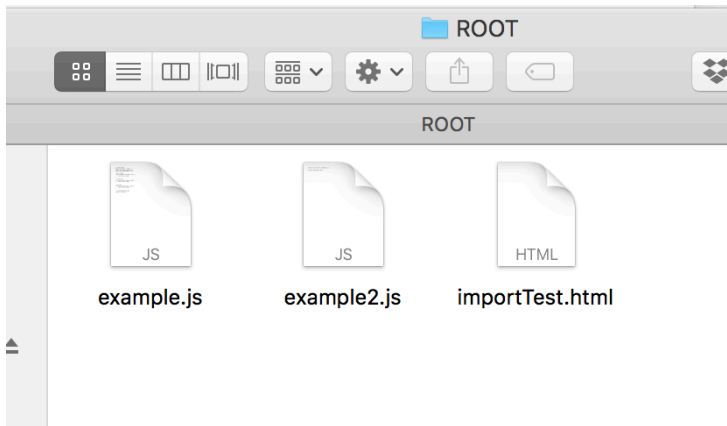 ROOT
ROOT
JS
JS
HTML
example.js
example2.js
importTest.html